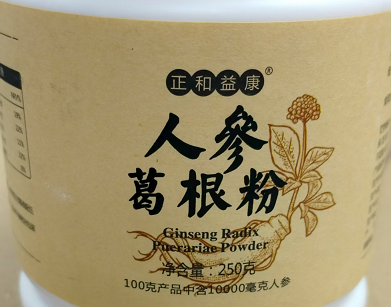 正和益康®
人參
葛根粉
Ginseng Radix
Puerariae Powder
净含量：250克
100克产品中含10000毫克人参